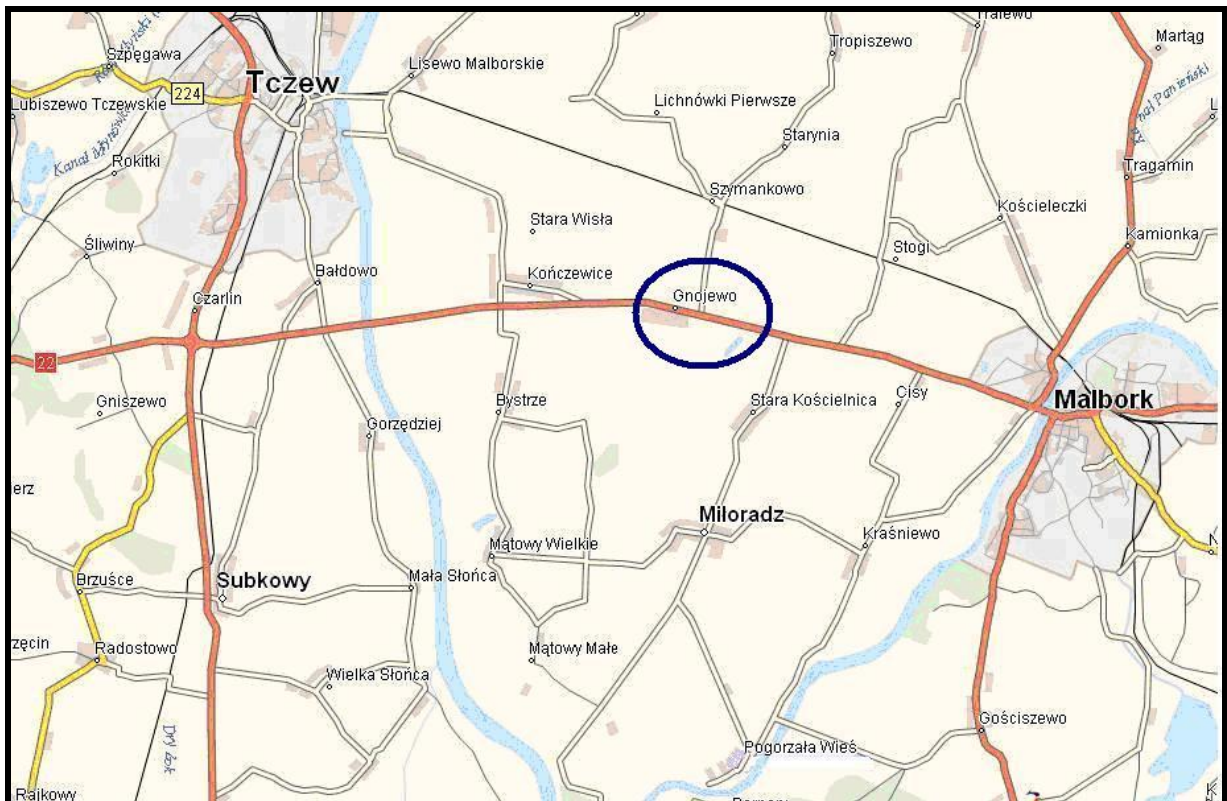 Szpęgawa
Tczew
Lisewo Malborskie
Tropiszewo
Martąg
224
Lubiszewo Tczewskie
Lichnówki Pierwsze
Starynia
Rokitki
Tragamin
Szymankowo
Kościeleczki
Stara Wisła
Śliwiny
Stogi
Kamionka
Bałdowo
Kończewice
Czarlin
Gnojewo
22
Gniszewo
Bystrze
Stara Kościelnica
Cisy
Malbork
Gorzędziej
Miłoradz
Kraśniewo
Mątowy Wielkie
Brzuśce
Subkowy
Mała Słońca
Radostowo
Mątowy Małe
Wielka Słońca
Gościszewo
Pogorzała Wieś
Rajkowy